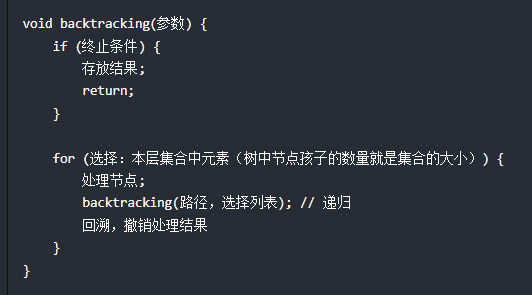 void backtracking(参数) {
if (终止条件) {
存放结果;
return;
}
for (选择：本层集合中元素（树中节点孩子的数量就是集合的大小）) {
处理节点;
backtracking(路径，选择列表); // 递归
回溯，撤销处理结果
}
}